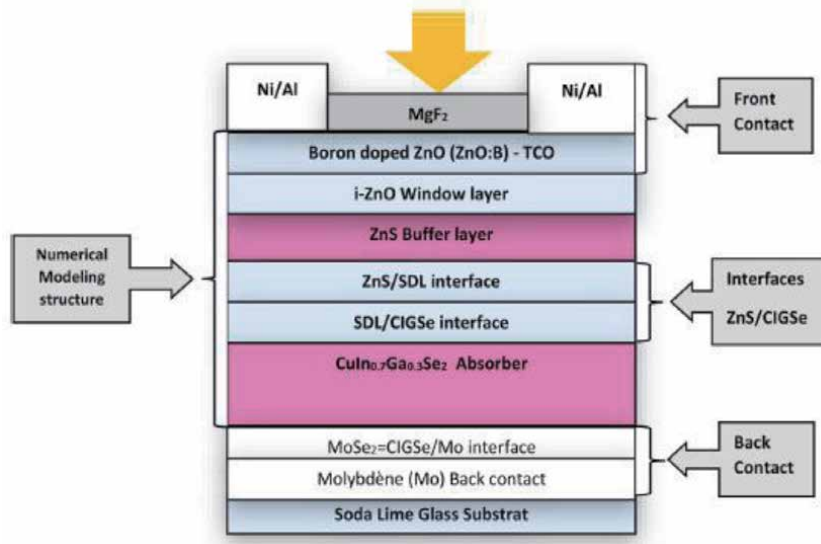 Ni/Al
Ni/Al
MgF₂
Front
Contact
Boron doped ZnO (ZnO:B) - TCO
i-ZnO Window layer
ZnS Buffer layer
Numerical
Modeling
structure
ZnS/SDL interface
Interfaces
ZnS/CIGSe
SDL/CIGSe interface
CuIn₀.₇Ga₀.₃Se₂ Absorber
MoSe₂=CIGSe/Mo interface
Back
Contact
Molybdène (Mo) Back contact
Soda Lime Glass Substrat